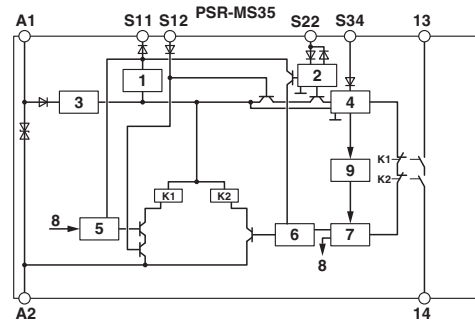 PSR-MS35
A1 S11 S12 S22 S34 13
1 2
3 4
K1
K2
9
K1 K2
8 5 6 7
8
A2 14